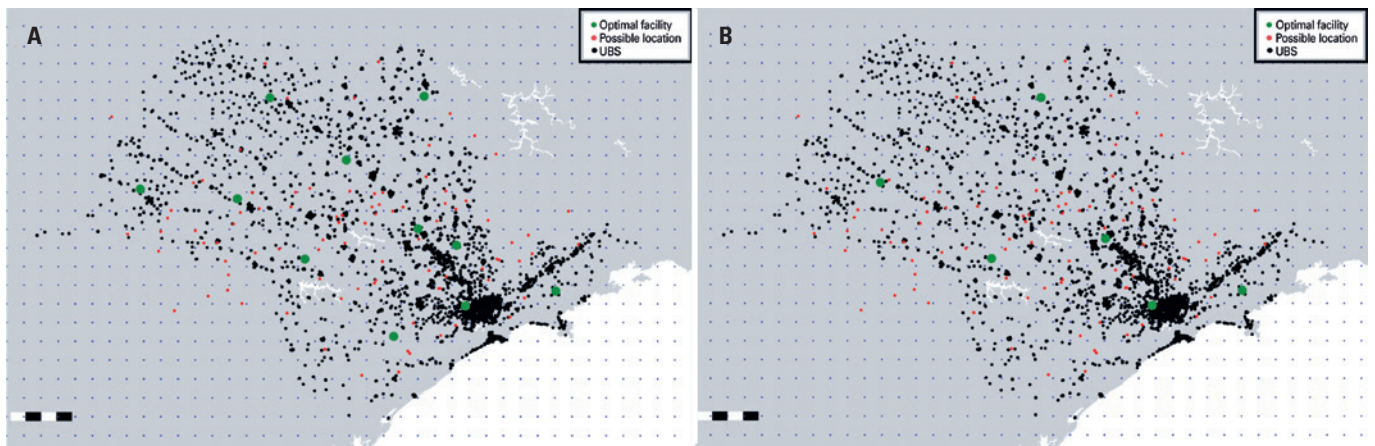 A
Optimal facility
Possible location
UBS
B
Optimal facility
Possible location
UBS